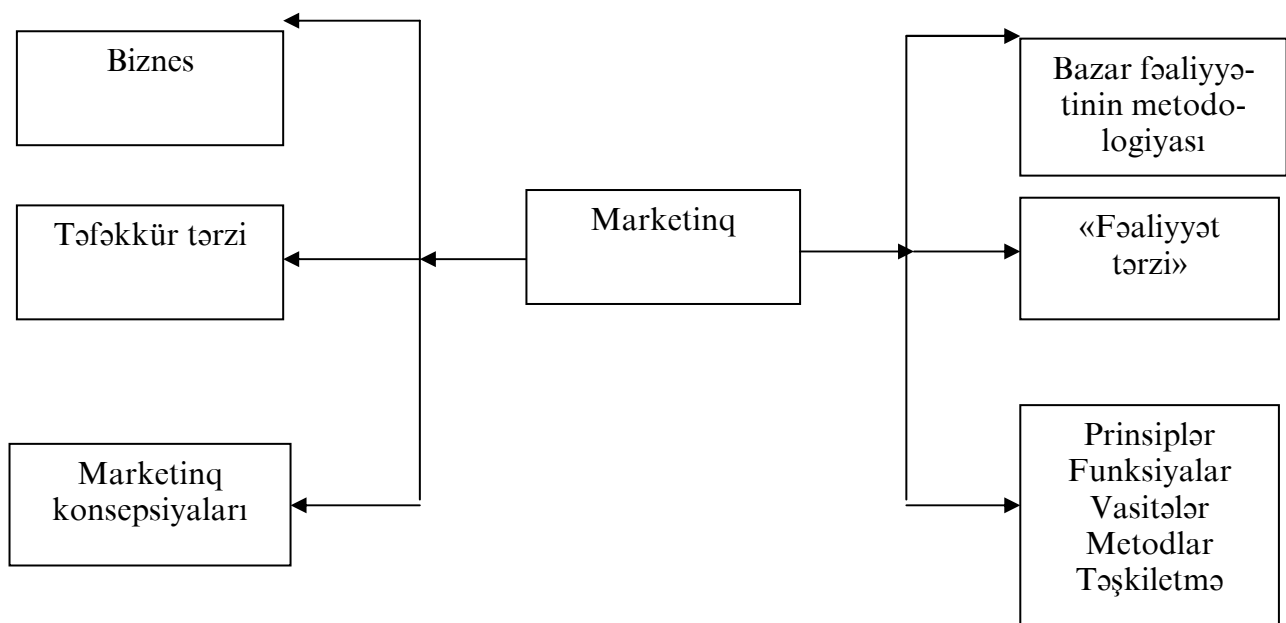 Biznes
Təfəkkür tərzi
Marketinq
konsepsiyaları
Marketinq
Bazar fəaliyyə-
tinin metodo-
logiyası
«Fəaliyyət
tərzi»
Prinsiplər
Funksiyalar
Vasitələr
Metodlar
Təşkiletmə